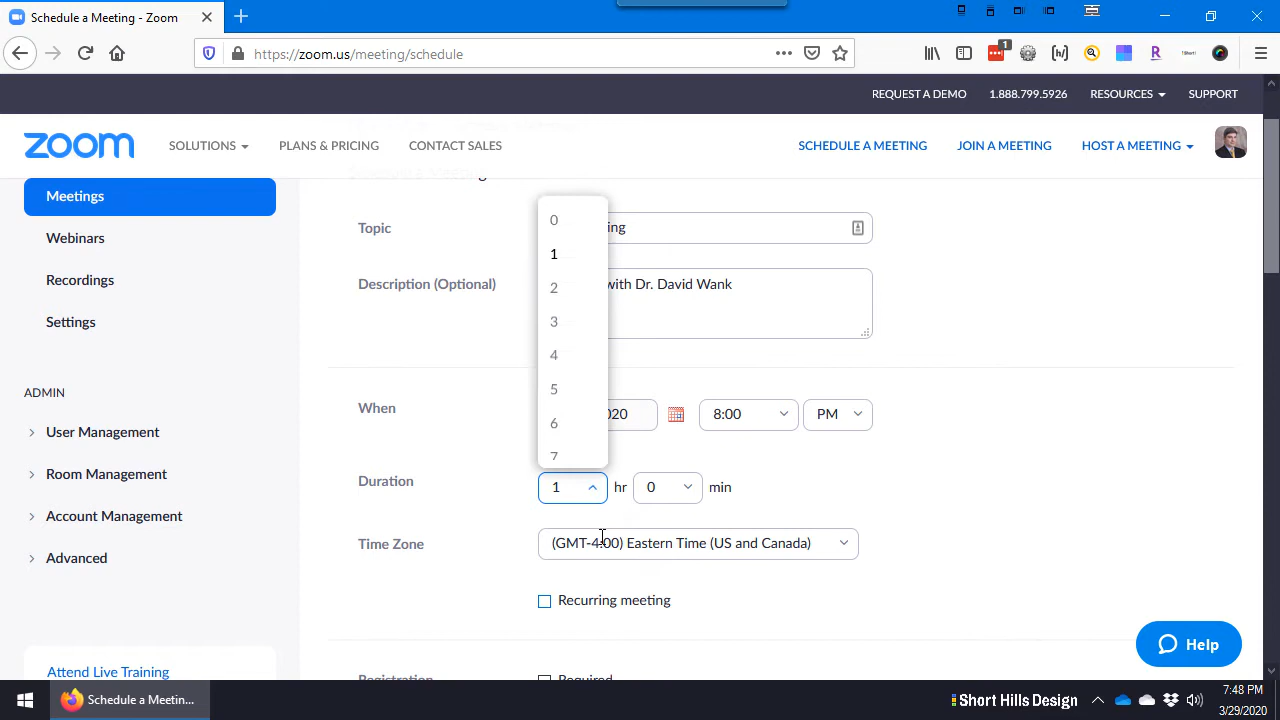 Schedule a Meeting - Zoom
https://zoom.us/meeting/schedule
1
REQUEST A DEMO 1.888.799.5926 RESOURCES SUPPORT
zoom SOLUTIONS PLANS & PRICING CONTACT SALES SCHEDULE A MEETING JOIN A MEETING HOST A MEETING
Meetings
Webinars
Recordings
Settings
ADMIN
User Management
Room Management
Account Management
Advanced
Attend Live Training
Topic
ing
Description (Optional)
with Dr. David Wank
0
1
2
3
4
5
6
7
When
020 8:00 PM
Duration
1 hr 0 min
Time Zone
(GMT-4:00) Eastern Time (US and Canada)
Recurring meeting
Registration Required
Help
Schedule a Meetin...
Short Hills Design
7:48 PM
3/29/2020